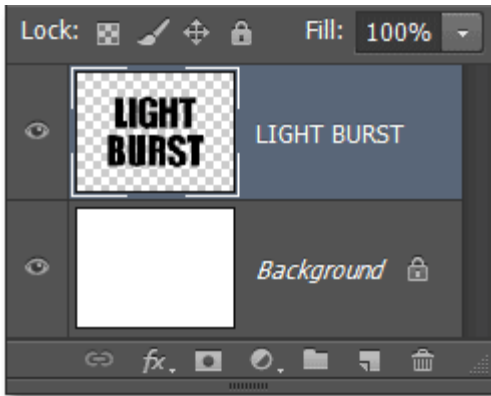 Lock: Fill: 100%
LIGHT
BURST
LIGHT BURST
Background
fx.